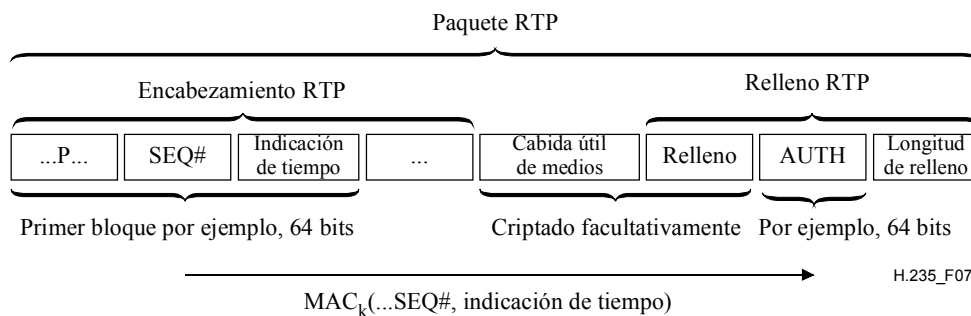 Paquete RTP
Encabezamiento RTP
Relleno RTP
...P...
SEQ#
Indicación
de tiempo
...
Cabida útil
de medios
Relleno
AUTH
Longitud
de relleno
Primer bloque por ejemplo, 64 bits
Criptado facultativamente
Por ejemplo, 64 bits
H.235_F07
MACk(...SEQ#, indicación de tiempo)